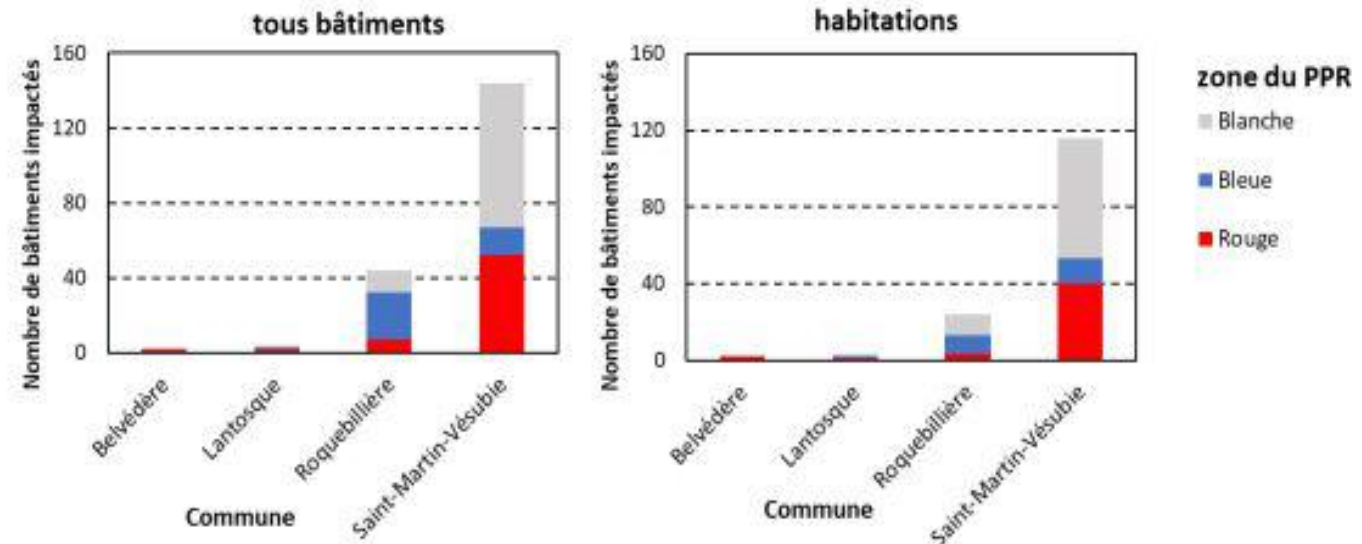 tous bâtiments
Nombre de bâtiments impactés
160
120
80
40
0
Belvédère
Lantosque
Roquebillière
Saint-Martin-Vésubie
Commune
habitations
Nombre de bâtiments impactés
160
120
80
40
0
Belvédère
Lantosque
Roquebillière
Saint-Martin-Vésubie
Commune
zone du PPR
Blanche
Bleue
Rouge